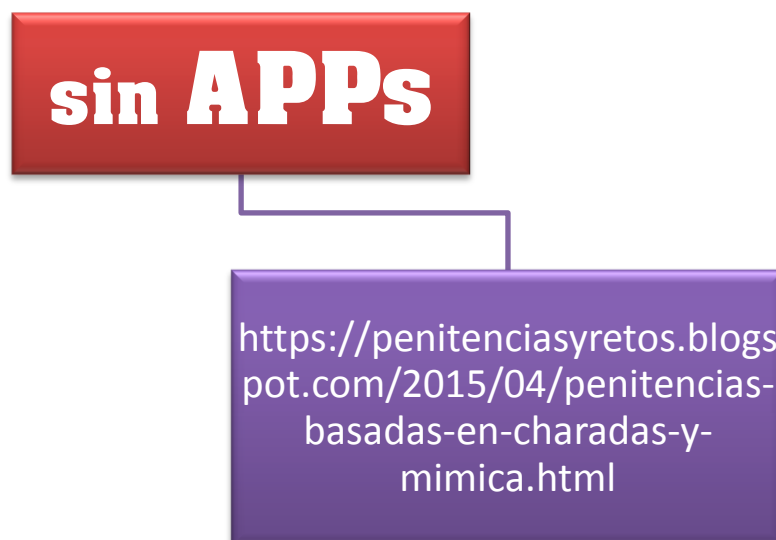 sin APPs
https://penitenciasyretos.blogs
pot.com/2015/04/penitencias-
basadas-en-charadas-y-
mimica.html